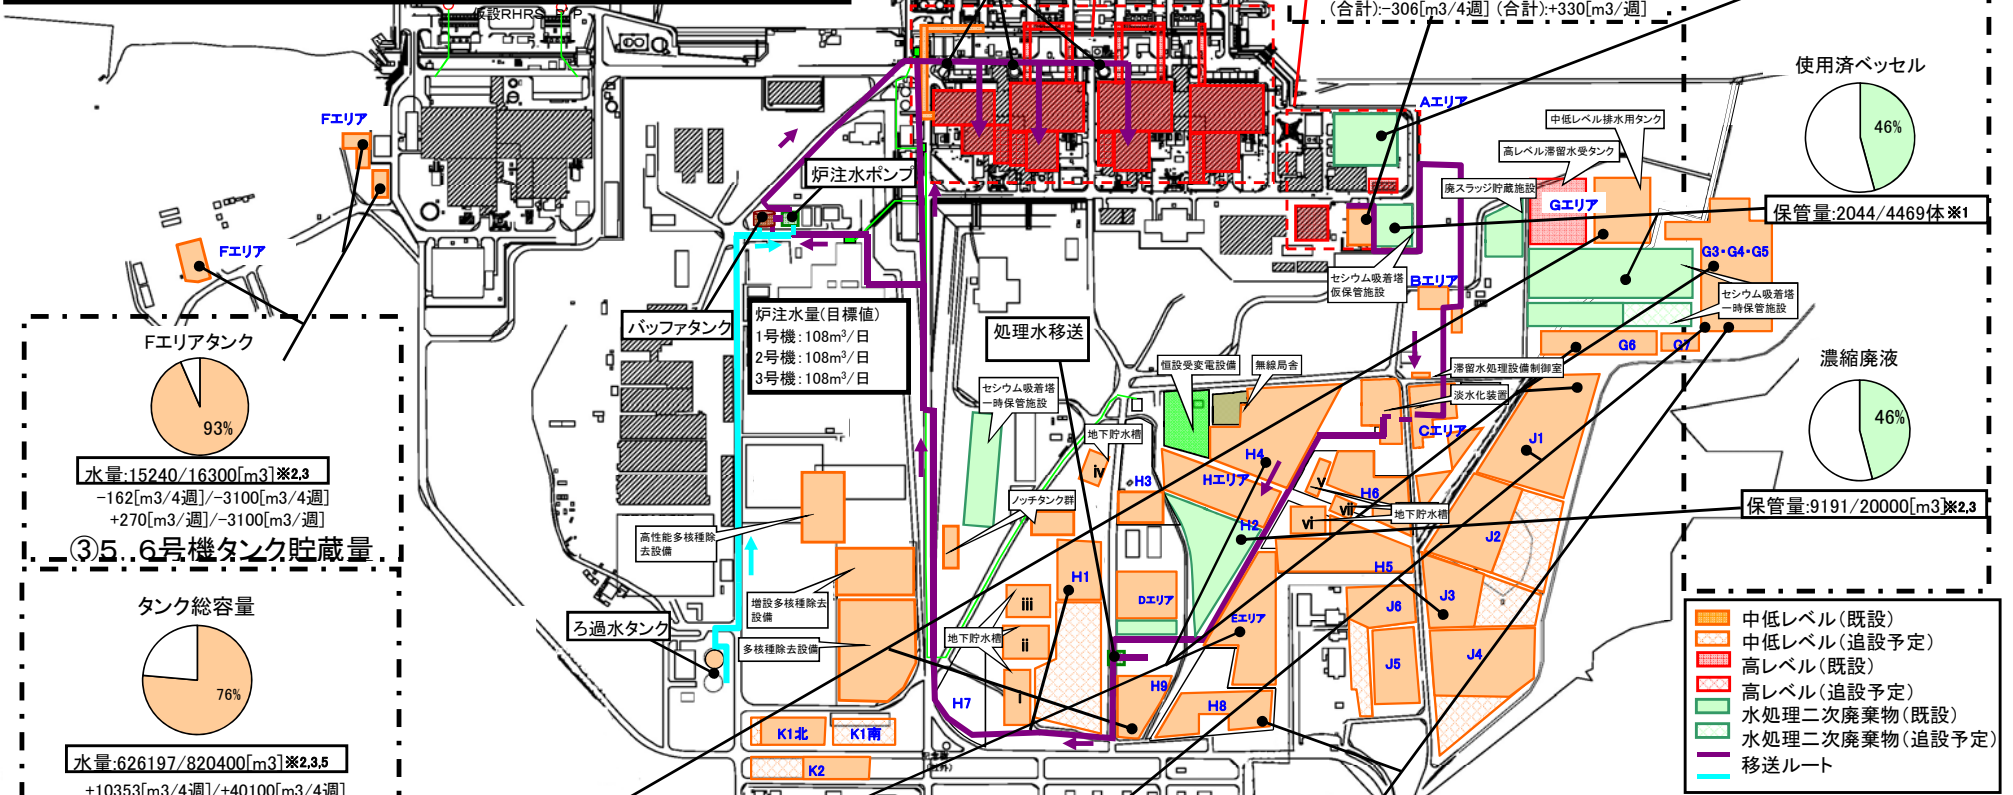 仮設RHRS
(合計):-306[m3/4週] (合計):+330[m3/週]
使用済ベッセル
46%
保管量:2044/4469体※1
濃縮廃液
46%
保管量:9191/20000[m3]※2,3
Fエリア
Fエリア
Fエリアタンク
93%
水量:15240/16300[m3]※2,3
-162[m3/4週]/-3100[m3/4週]
+270[m3/週]/-3100[m3/週]
③5、6号機タンク貯蔵量
タンク総容量
76%
水量:626197/820400[m3]※2,3,5
+10353[m3/4週]/+40100[m3/4週]
炉注水ポンプ
バッファタンク
炉注水量(目標値)
1号機:108m³/日
2号機:108m³/日
3号機:108m³/日
処理水移送
ろ過水タンク
高性能多核種除
去設備
増設多核種除去
設備
多核種除去設備
セシウム吸着塔
一時保管施設
地下貯水槽
ノッチタンク群
地下貯水槽
恒設受変電設備
無線局舎
Aエリア
中低レベル排水用タンク
高レベル滞留水受タンク
廃スラッジ貯蔵施設
Gエリア
G3・G4・G5
セシウム吸着塔
仮保管施設
Bエリア
セシウム吸着塔
一時保管施設
G6
G7
滞留水処理設備制御室
淡水化装置
Cエリア
iv
H3
H4
Hエリア
H2
v
H6
vii
vi
地下貯水槽
H5
J1
J2
J3
J4
J5
J6
H1
iii
ii
i
Dエリア
Eエリア
H9
H8
H7
K1北
K1南
K2
中低レベル(既設)
中低レベル(追設予定)
高レベル(既設)
高レベル(追設予定)
水処理二次廃棄物(既設)
水処理二次廃棄物(追設予定)
移送ルート